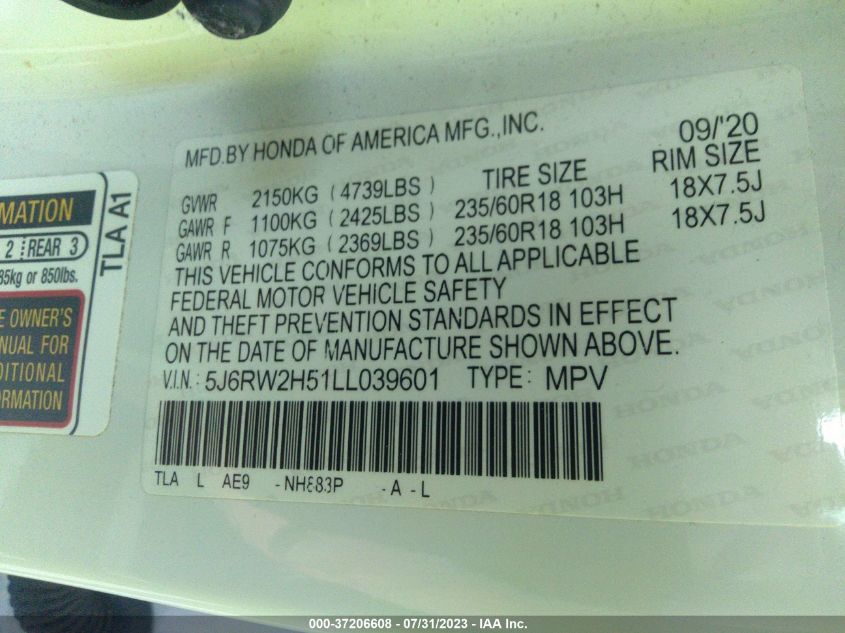 MFD.BY HONDA OF AMERICA MFG.,INC. 09/'20
GVWR 2150KG ( 4739LBS ) TIRE SIZE RIM SIZE
GAWR F 1100KG ( 2425LBS ) 235/60R18 103H 18X7.5J
GAWR R 1075KG ( 2369LBS ) 235/60R18 103H 18X7.5J
THIS VEHICLE CONFORMS TO ALL APPLICABLE
FEDERAL MOTOR VEHICLE SAFETY
AND THEFT PREVENTION STANDARDS IN EFFECT
ON THE DATE OF MANUFACTURE SHOWN ABOVE.
V.I.N.: 5J6RW2H51LL039601 TYPE: MPV
TLA L AE9 -NH883P -A -L
MATION
2 REAR 3
85kg or 850lbs.
E OWNER'S
NUAL FOR
DITIONAL
FORMATION
TLA A1
HONDA
000-37206608 - 07/31/2023 - IAA Inc.